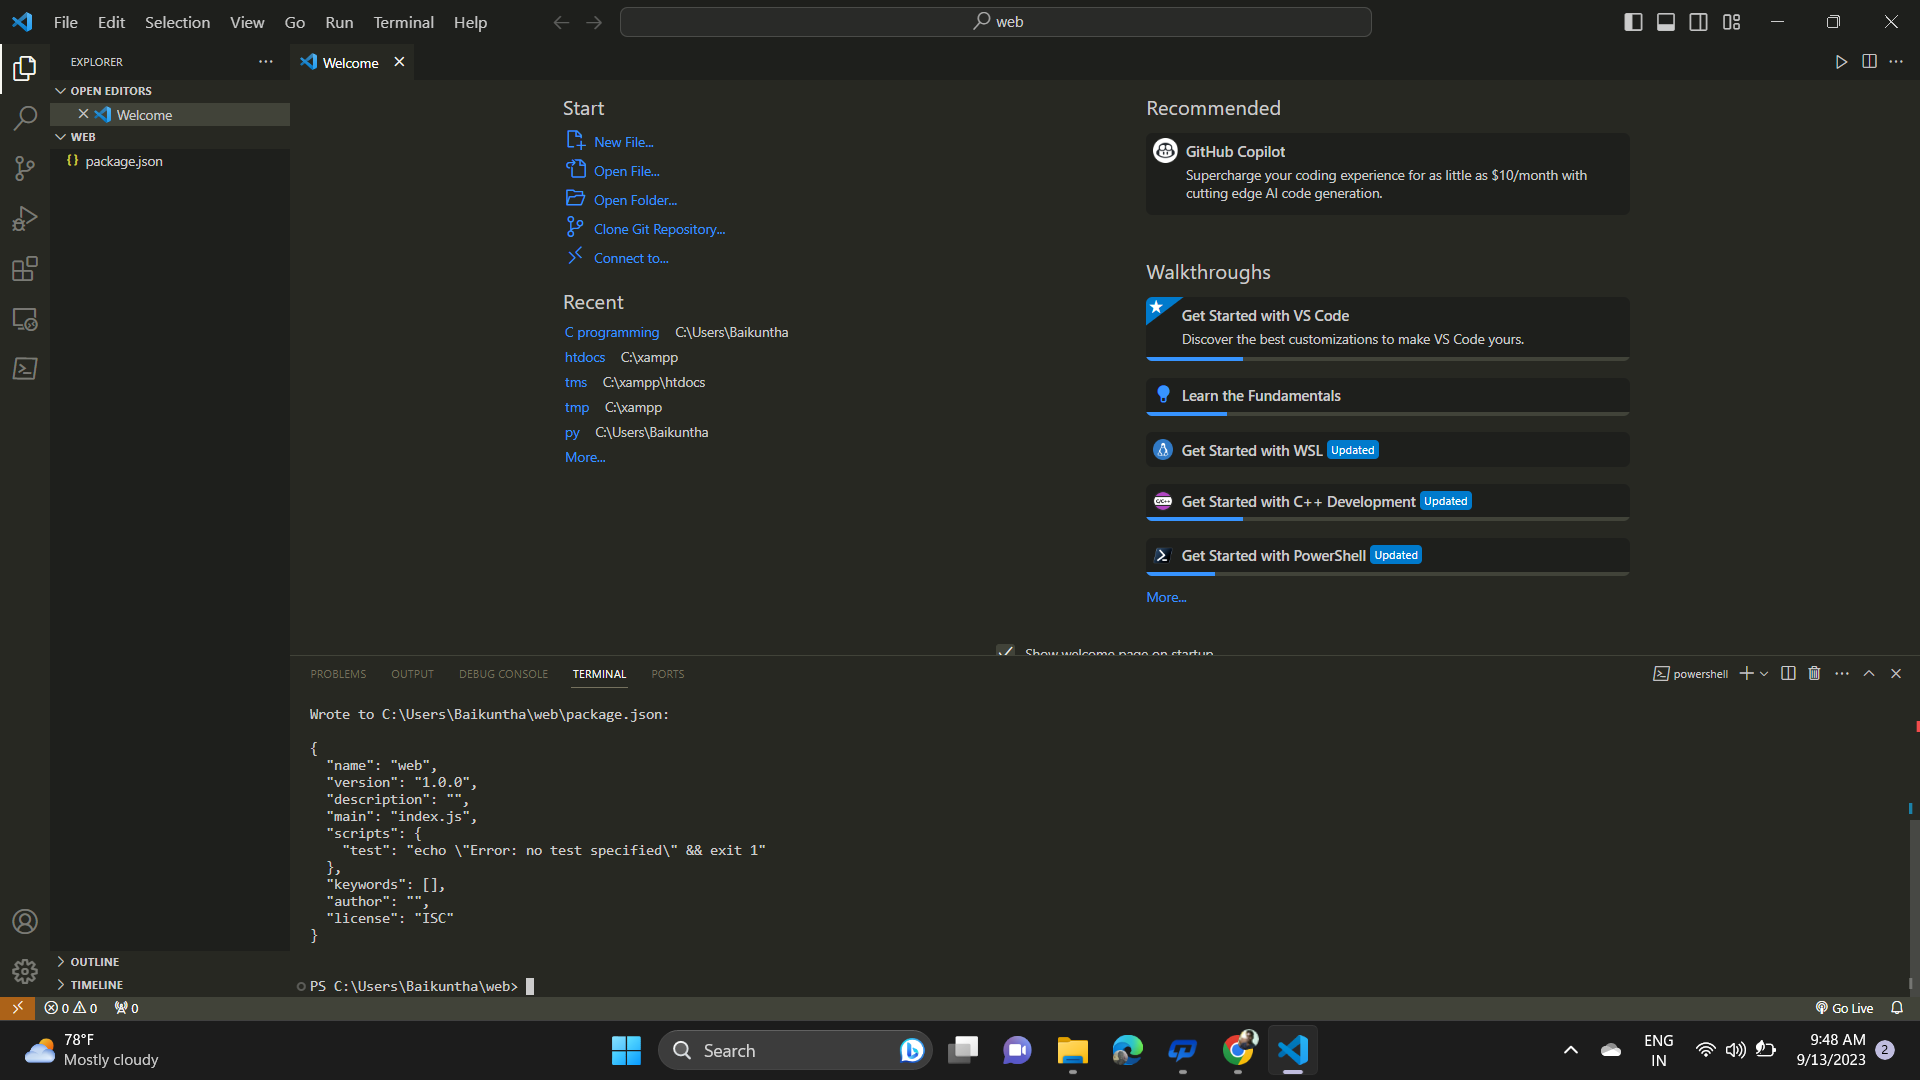 File Edit Selection View Go Run Terminal Help
web
EXPLORER
Welcome
OPEN EDITORS
Welcome
WEB
{} package.json
OUTLINE
TIMELINE
Start
New File...
Open File...
Open Folder...
Clone Git Repository...
Connect to...
Recent
C programming C:\Users\Baikuntha
htdocs C:\xampp
tms C:\xampp\htdocs
tmp C:\xampp
py C:\Users\Baikuntha
More...
Recommended
GitHub Copilot
Supercharge your coding experience for as little as $10/month with
cutting edge AI code generation.
Walkthroughs
Get Started with VS Code
Discover the best customizations to make VS Code yours.
Learn the Fundamentals
Get Started with WSL Updated
C/C++ Get Started with C++ Development Updated
Get Started with PowerShell Updated
More...
Show welcome page on startup
PROBLEMS OUTPUT DEBUG CONSOLE TERMINAL PORTS
powershell
Wrote to C:\Users\Baikuntha\web\package.json:
{
"name": "web",
"version": "1.0.0",
"description": "",
"main": "index.js",
"scripts": {
"test": "echo \"Error: no test specified\" && exit 1"
},
"keywords": [],
"author": "",
"license": "ISC"
}
PS C:\Users\Baikuntha\web>
0 0 0
Go Live
78°F
Mostly cloudy
Search
ENG
IN
9:48 AM
9/13/2023
2